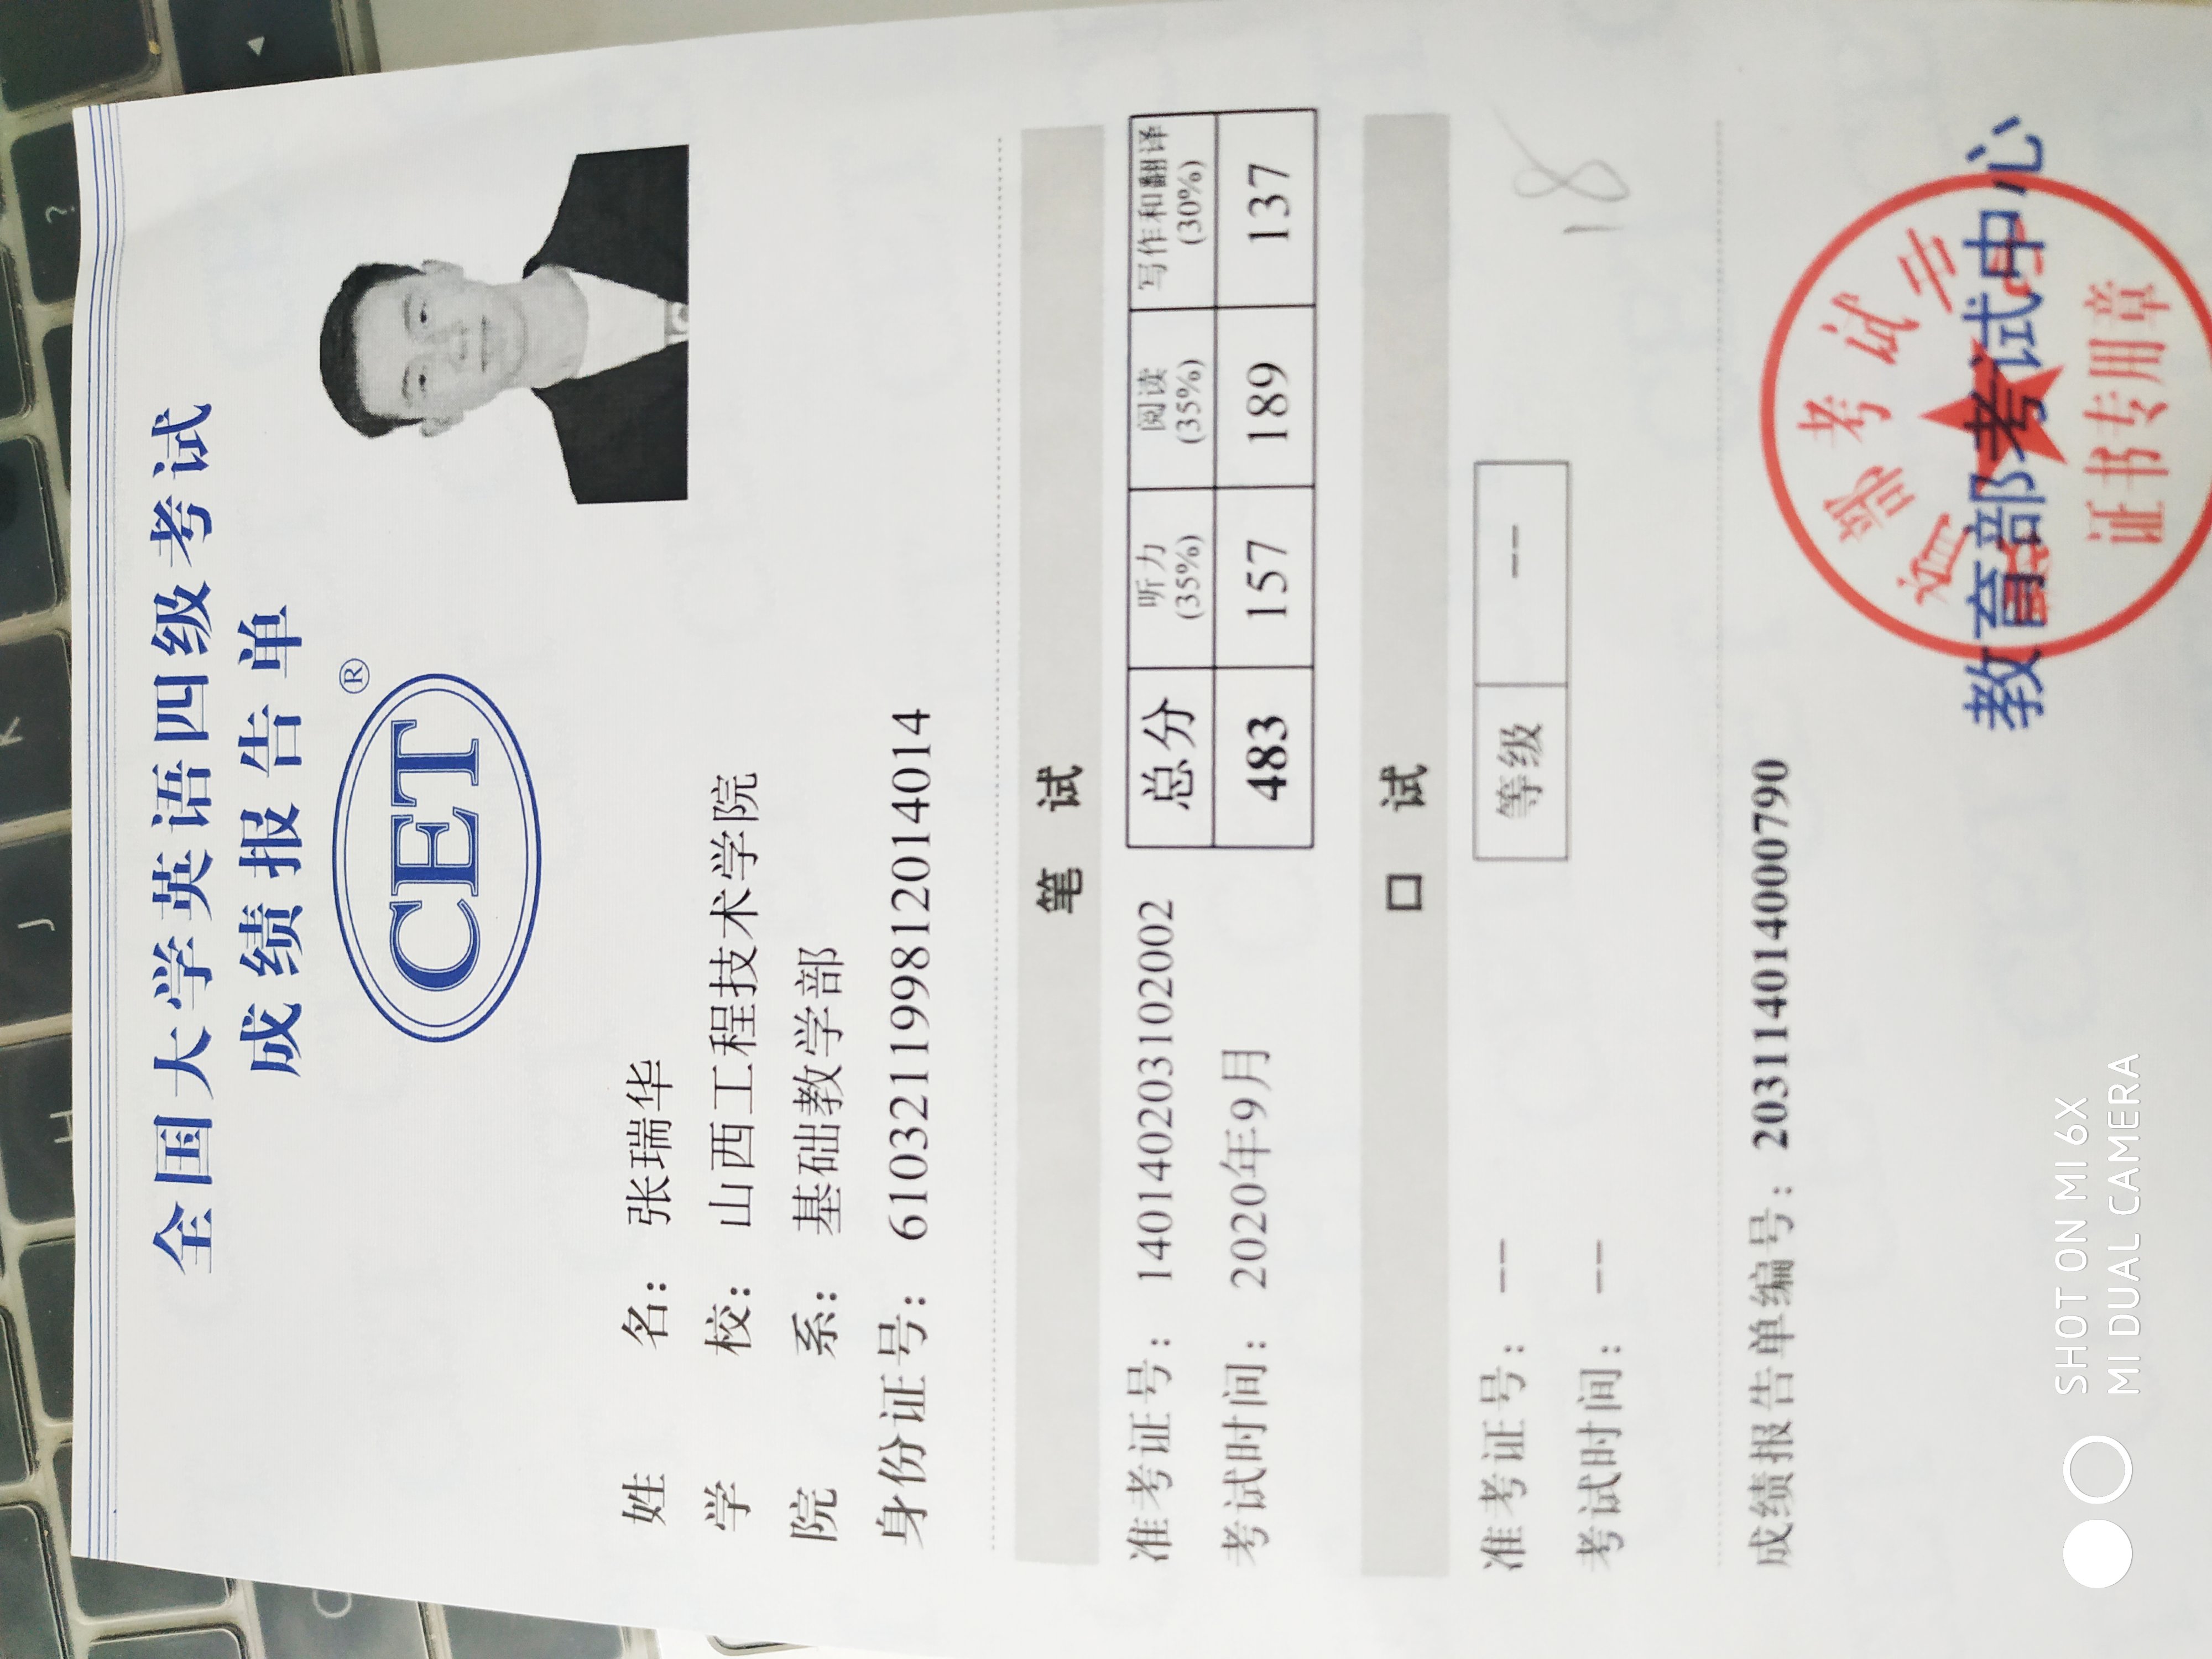 H J K ?
全国大学英语四级考试
成绩报告单
CET®
姓 名： 张瑞华
学 校： 山西工程技术学院
院 系： 基础教学部
身份证号： 610321199812014014
笔 试
准考证号： 140140203102002
考试时间： 2020年9月
总分 听力(35%) 阅读(35%) 写作和翻译(30%)
483 157 189 137
口 试
准考证号： --
考试时间： --
等级 --
18
成绩报告单编号： 203114014000790
教育部考试中心
教育部考试中心
证书专用章
SHOT ON MI 6X
MI DUAL CAMERA